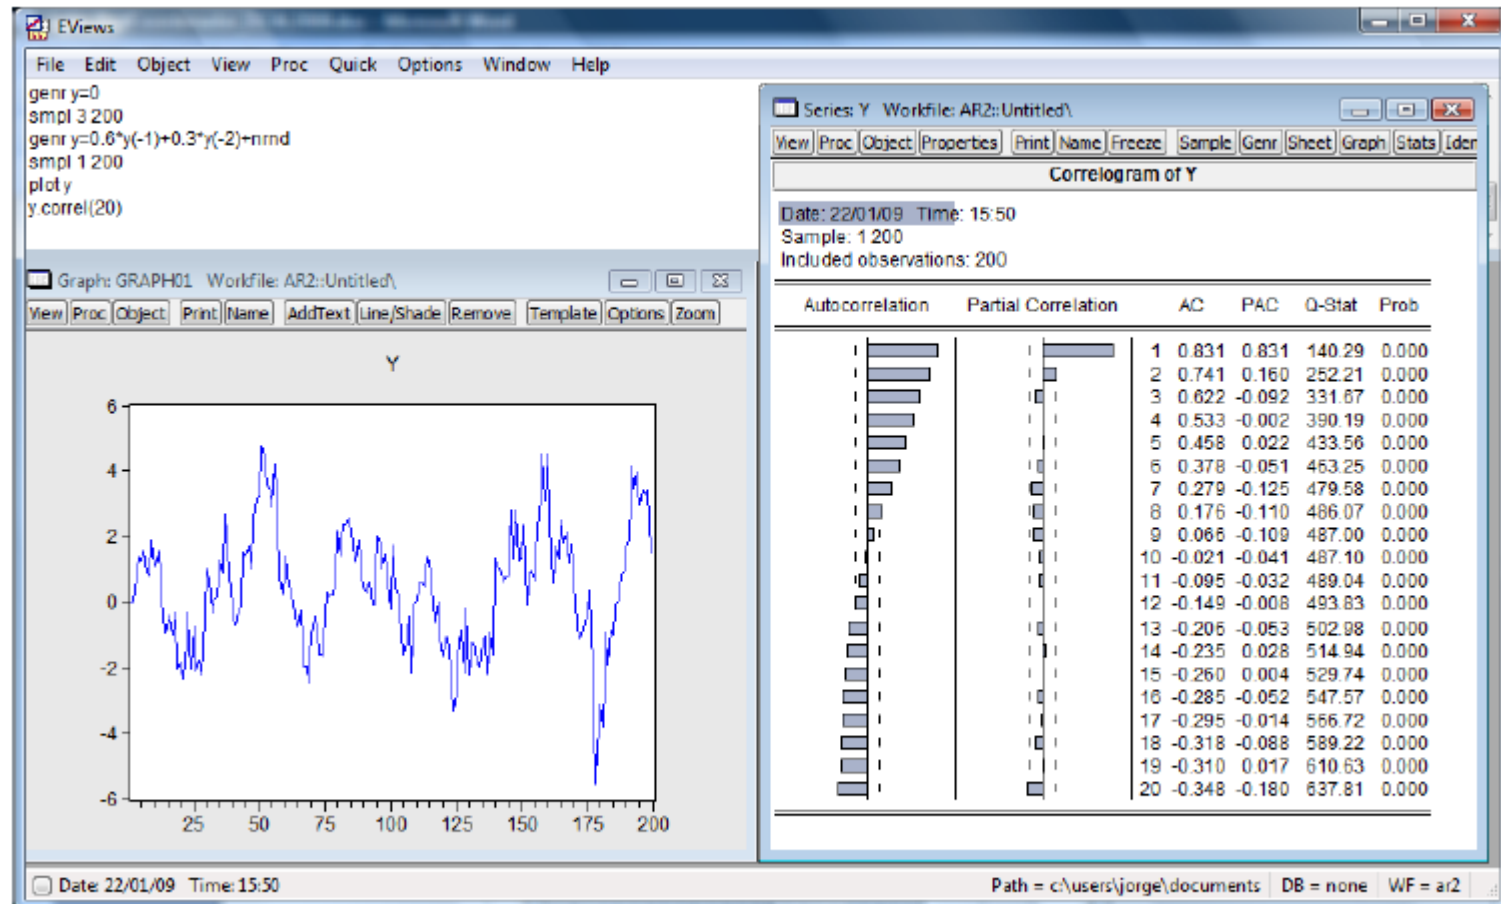 EViews
File Edit Object View Proc Quick Options Window Help
genr y=0
smpl 3 200
genr y=0.6*y(-1)+0.3*y(-2)+nrnd
smpl 1 200
plot y
y.correl(20)
Graph: GRAPH01 Workfile: AR2::Untitled\
View Proc Object Print Name AddText Line/Shade Remove Template Options Zoom
Y
6
4
2
0
-2
-4
-6
25 50 75 100 125 150 175 200
Series: Y Workfile: AR2::Untitled\
View Proc Object Properties Print Name Freeze Sample Genr Sheet Graph Stats Iden
Correlogram of Y
Date: 22/01/09 Time: 15:50
Sample: 1 200
Included observations: 200
Autocorrelation Partial Correlation AC PAC Q-Stat Prob
1 0.831 0.831 140.29 0.000
2 0.741 0.160 252.21 0.000
3 0.622 -0.092 331.67 0.000
4 0.533 -0.002 390.19 0.000
5 0.458 0.022 433.56 0.000
6 0.378 -0.051 463.25 0.000
7 0.279 -0.125 479.58 0.000
8 0.176 -0.110 486.07 0.000
9 0.066 -0.109 487.00 0.000
10 -0.021 -0.041 487.10 0.000
11 -0.095 -0.032 489.04 0.000
12 -0.149 -0.008 493.83 0.000
13 -0.206 -0.053 502.98 0.000
14 -0.235 0.028 514.94 0.000
15 -0.260 0.004 529.74 0.000
16 -0.285 -0.052 547.57 0.000
17 -0.295 -0.014 566.72 0.000
18 -0.318 -0.088 589.22 0.000
19 -0.310 0.017 610.63 0.000
20 -0.348 -0.180 637.81 0.000
Date: 22/01/09 Time: 15:50
Path = c:\users\jorge\documents DB = none WF = ar2